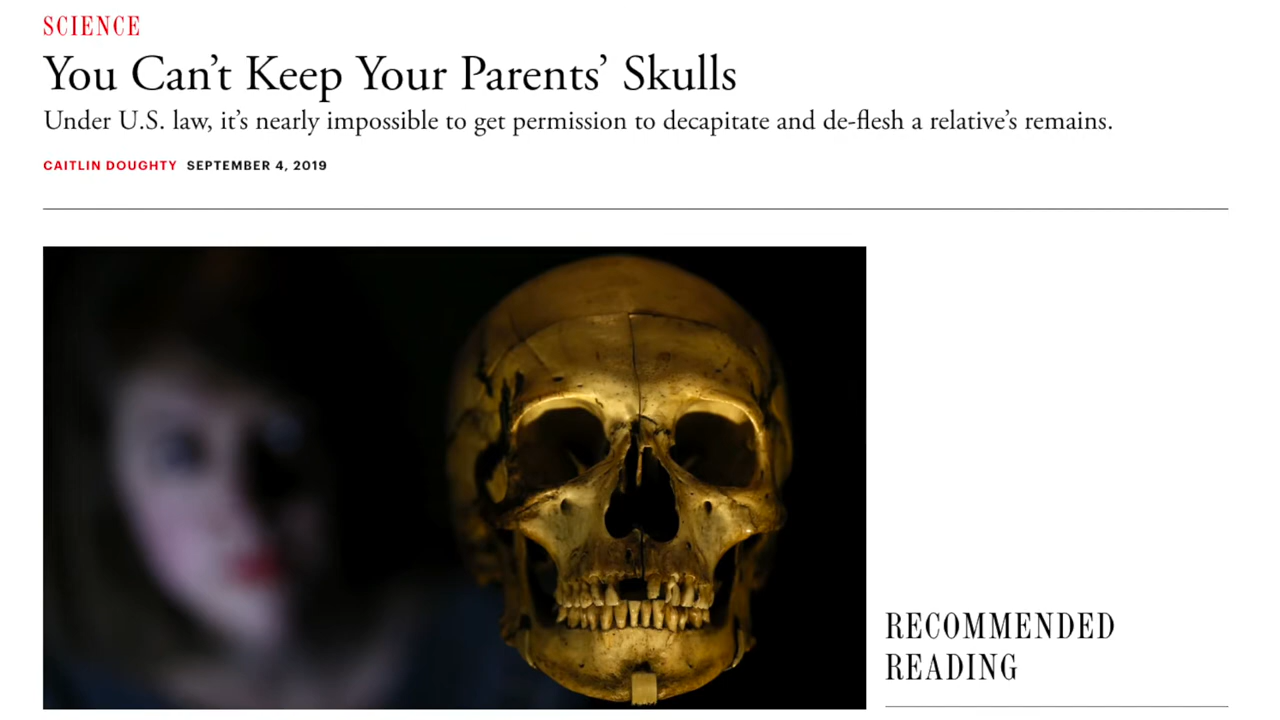 SCIENCE
You Can’t Keep Your Parents’ Skulls
Under U.S. law, it’s nearly impossible to get permission to decapitate and de-flesh a relative’s remains.
CAITLIN DOUGHTY SEPTEMBER 4, 2019
RECOMMENDED
READING